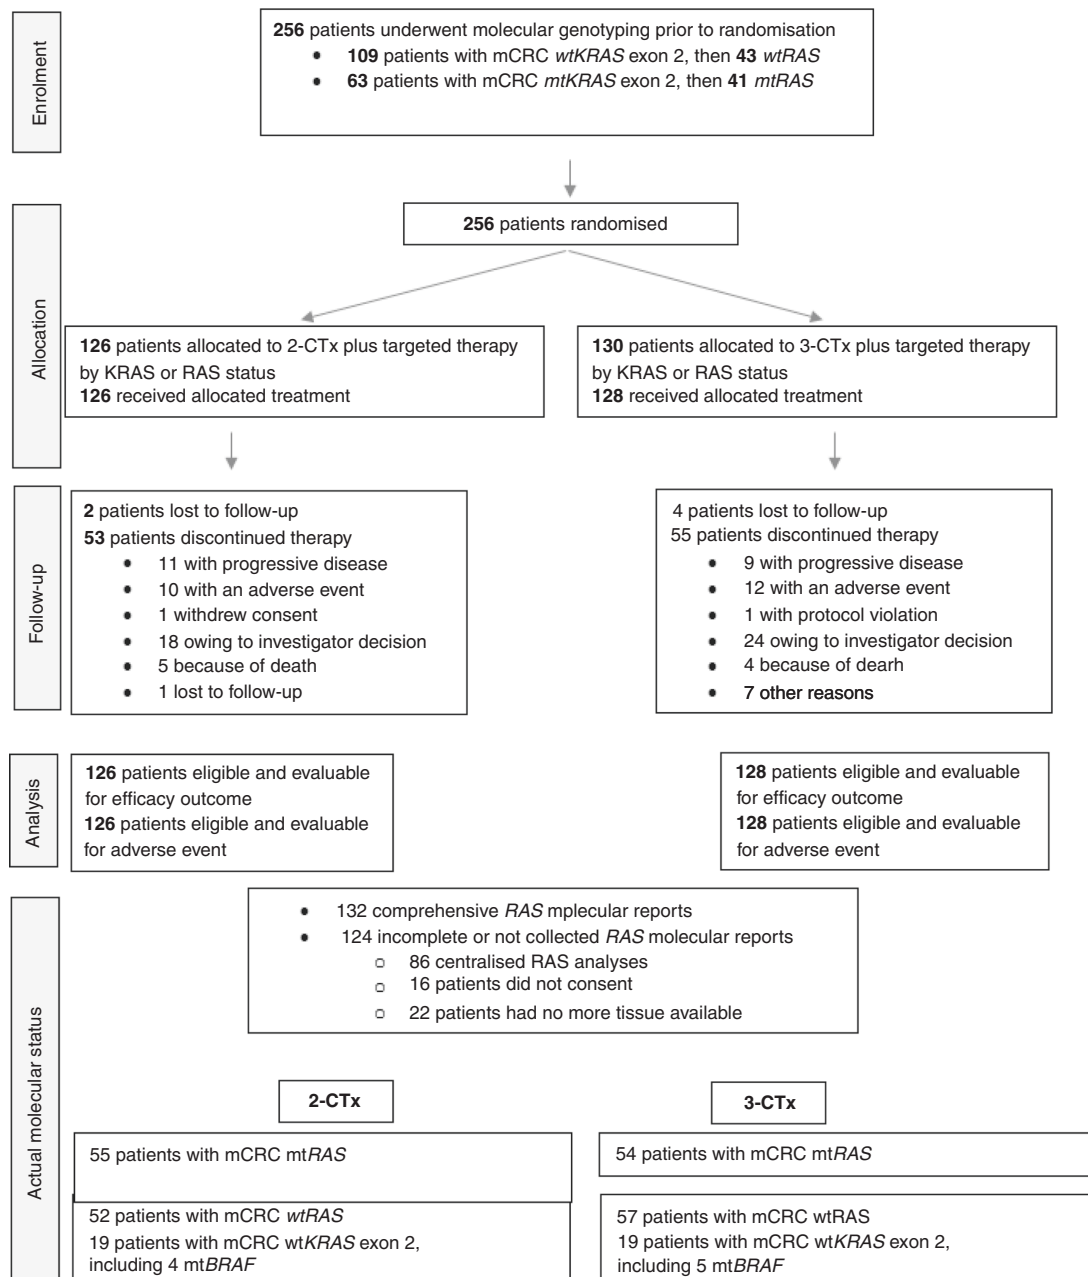 Enrolment
256 patients underwent molecular genotyping prior to randomisation
• 109 patients with mCRC wtKRAS exon 2, then 43 wtRAS
• 63 patients with mCRC mtKRAS exon 2, then 41 mtRAS
Allocation
256 patients randomised
126 patients allocated to 2-CTx plus targeted therapy
by KRAS or RAS status
126 received allocated treatment
130 patients allocated to 3-CTx plus targeted therapy
by KRAS or RAS status
128 received allocated treatment
Follow-up
2 patients lost to follow-up
53 patients discontinued therapy
• 11 with progressive disease
• 10 with an adverse event
• 1 withdrew consent
• 18 owing to investigator decision
• 5 because of death
• 1 lost to follow-up
4 patients lost to follow-up
55 patients discontinued therapy
• 9 with progressive disease
• 12 with an adverse event
• 1 with protocol violation
• 24 owing to investigator decision
• 4 because of dearh
• 7 other reasons
Analysis
126 patients eligible and evaluable
for efficacy outcome
126 patients eligible and evaluable
for adverse event
128 patients eligible and evaluable
for efficacy outcome
128 patients eligible and evaluable
for adverse event
Actual molecular status
• 132 comprehensive RAS mplecular reports
• 124 incomplete or not collected RAS molecular reports
○ 86 centralised RAS analyses
○ 16 patients did not consent
○ 22 patients had no more tissue available
2-CTx
3-CTx
55 patients with mCRC mtRAS
54 patients with mCRC mtRAS
52 patients with mCRC wtRAS
19 patients with mCRC wtKRAS exon 2,
including 4 mtBRAF
57 patients with mCRC wtRAS
19 patients with mCRC wtKRAS exon 2,
including 5 mtBRAF